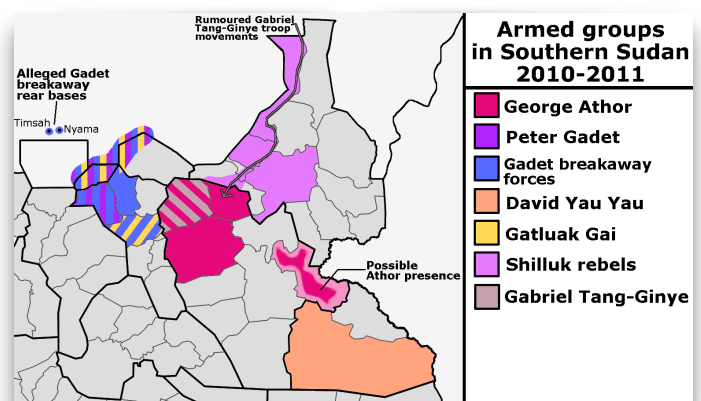 Rumoured Gabriel
Tang-Ginye troop
movements
Alleged Gadet
breakaway
rear bases
Timsah
Nyama
Possible
Athor presence
Armed groups
in Southern Sudan
2010-2011
George Athor
Peter Gadet
Gadet breakaway
forces
David Yau Yau
Gatluak Gai
Shilluk rebels
Gabriel Tang-Ginye